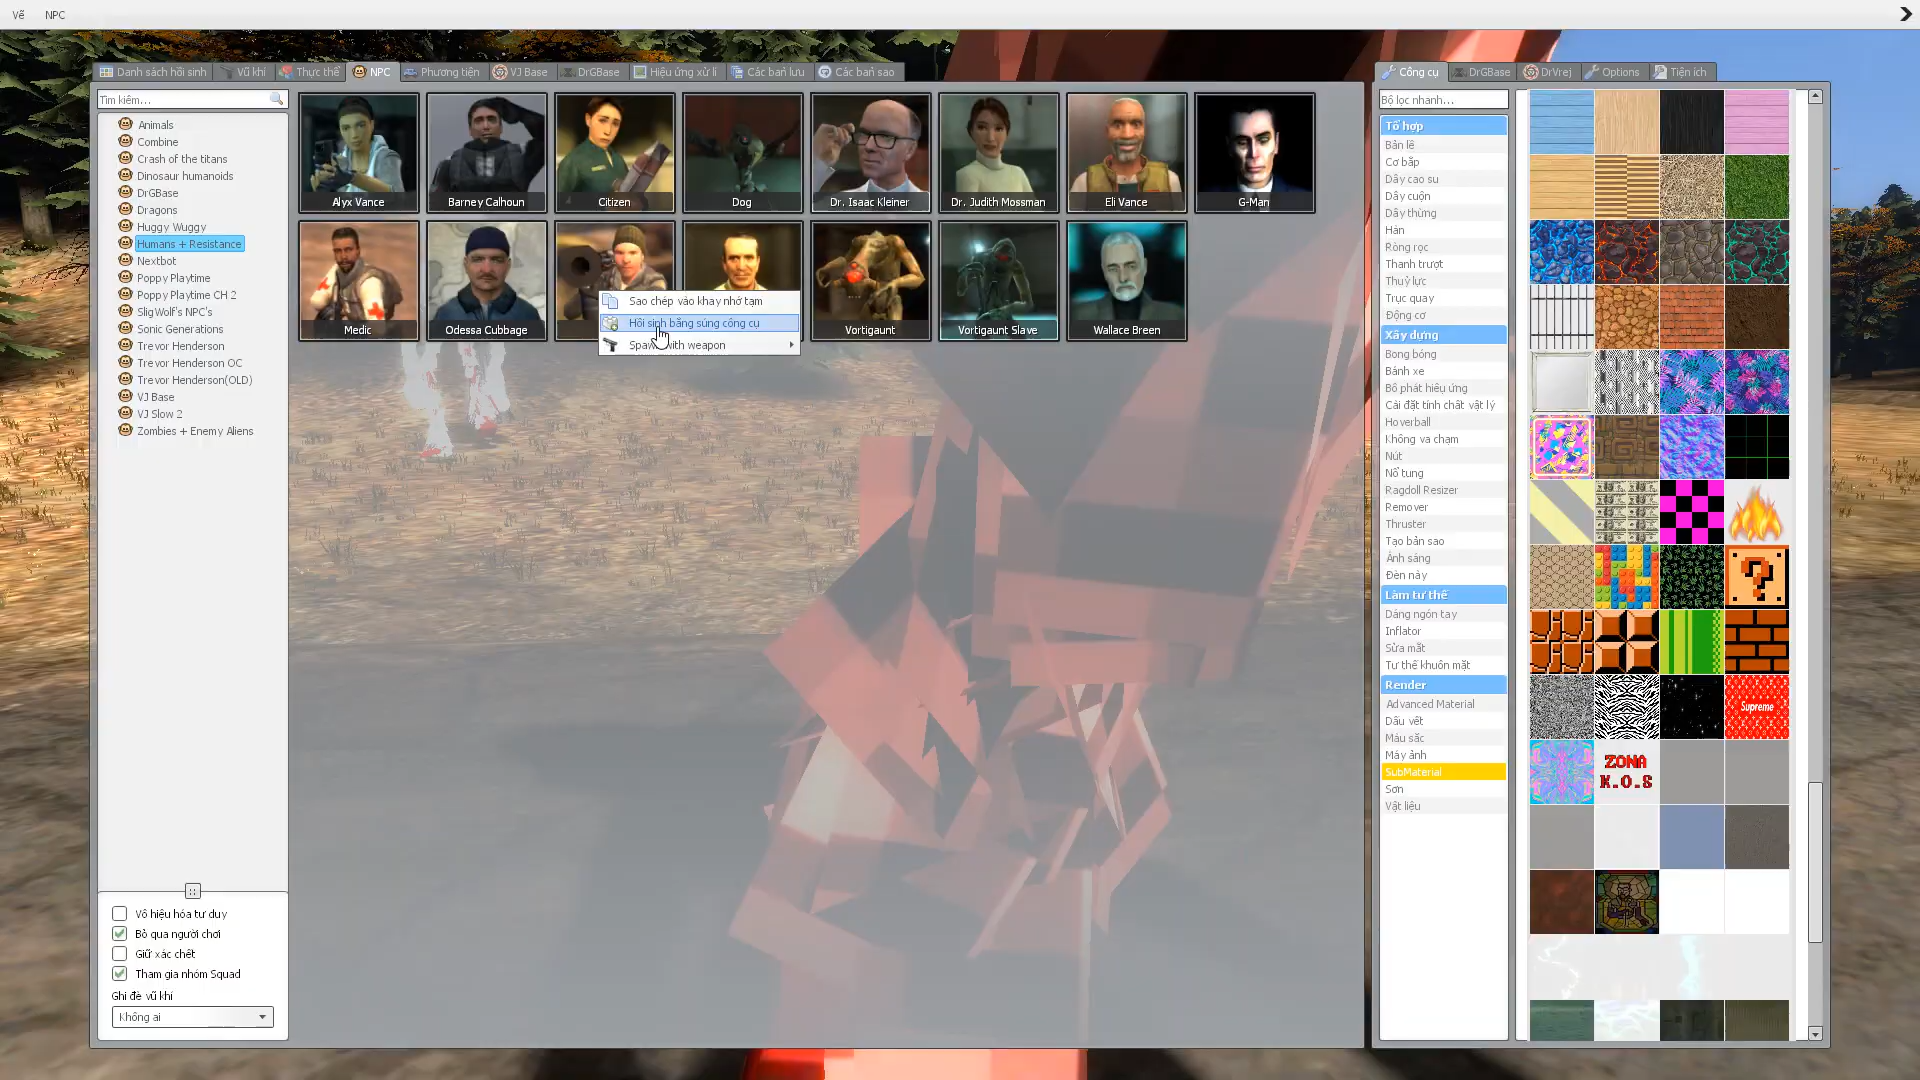 Vẽ NPC
Danh sách hồi sinh Vũ khí Thực thể NPC Phương tiện VJ Base DrGBase Hiệu ứng xử lí Các bản lưu Các bản sao
Tìm kiếm...
Animals
Combine
Crash of the titans
Dinosaur humanoids
DrGBase
Dragons
Huggy Wuggy
Humans + Resistance
Nextbot
Poppy Playtime
Poppy Playtime CH 2
SligWolf's NPC's
Sonic Generations
Trevor Henderson
Trevor Henderson OC
Trevor Henderson(OLD)
VJ Base
VJ Slow 2
Zombies + Enemy Aliens
Vô hiệu hóa tư duy
Bỏ qua người chơi
Giữ xác chết
Tham gia nhóm Squad
Ghi đè vũ khí
Không ai
Alyx Vance
Barney Calhoun
Citizen
Dog
Dr. Isaac Kleiner
Dr. Judith Mossman
Eli Vance
G-Man
Medic
Odessa Cubbage
Vortigaunt
Vortigaunt Slave
Wallace Breen
Sao chép vào khay nhớ tạm
Hồi sinh bằng súng công cụ
Spawn with weapon
Công cụ DrGBase DrVrej Options Tiện ích
Bộ lọc nhanh...
Tổ hợp
Bản lề
Cơ bắp
Dây cao su
Dây cuộn
Dây thừng
Hàn
Ròng rọc
Thanh trượt
Thuỷ lực
Trục quay
Động cơ
Xây dựng
Bong bóng
Bánh xe
Bộ phát hiệu ứng
Cài đặt tính chất vật lý
Hoverball
Không va chạm
Nút
Nổ tung
Ragdoll Resizer
Remover
Thruster
Tạo bản sao
Ánh sáng
Đèn này
Làm tư thế
Dáng ngón tay
Inflator
Sửa mắt
Tư thế khuôn mặt
Render
Advanced Material
Dấu vết
Màu sắc
Máy ảnh
SubMaterial
Sơn
Vật liệu
?
Supreme
ZONA
K.O.S